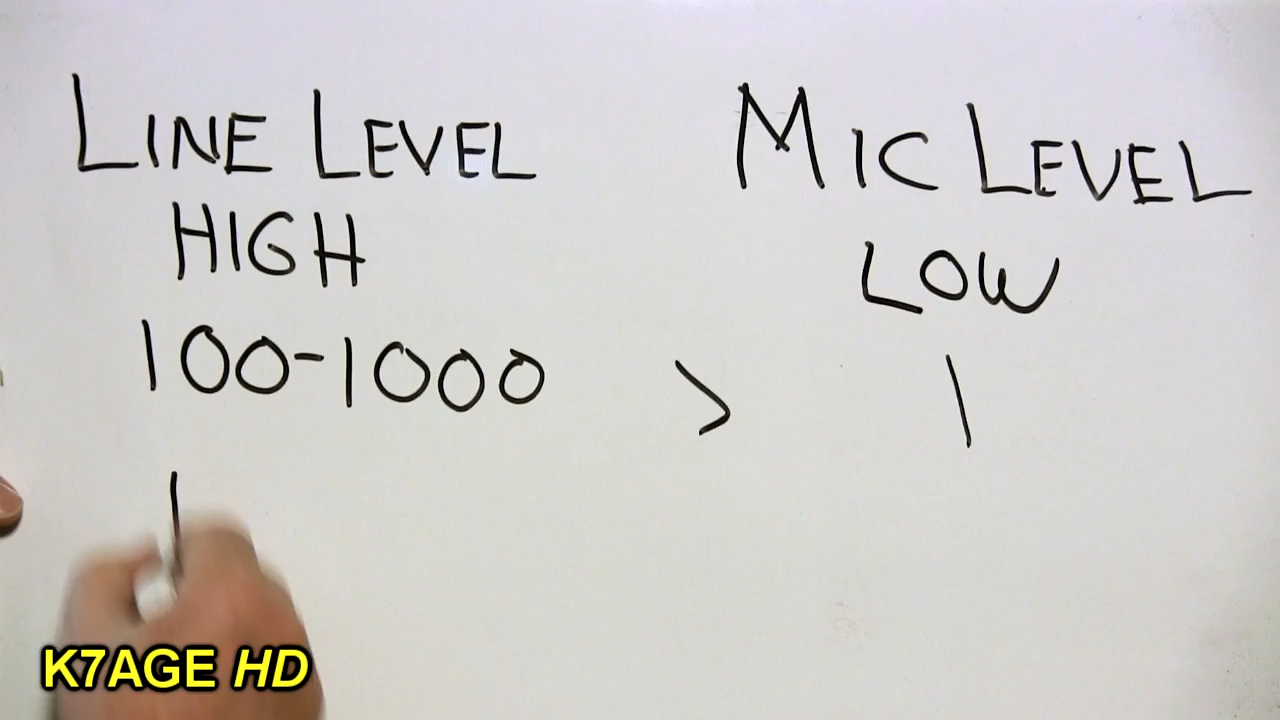 LINE LEVEL
MIC LEVEL
HIGH
LOW
100-1000 > 1
K7AGE HD